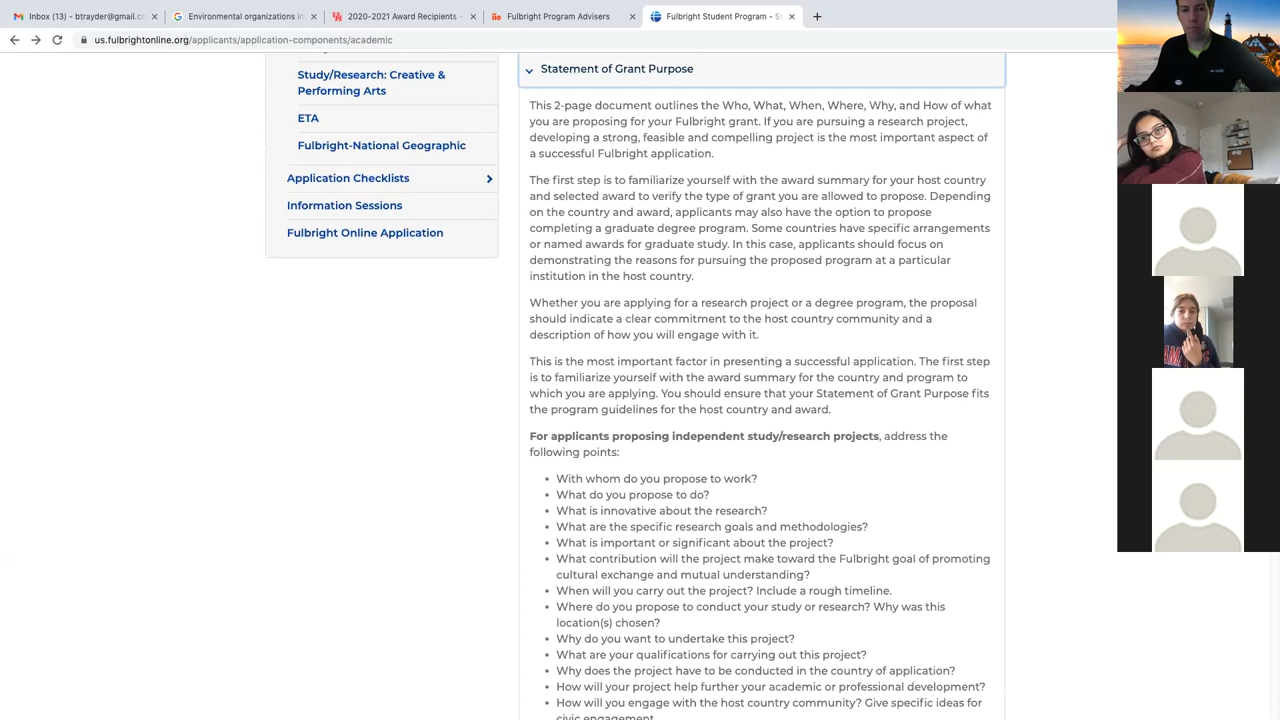 Inbox (13) - btrayder@gmail.c
Environmental organizations in
2020-2021 Award Recipients -
Fulbright Program Advisers
Fulbright Student Program - S
us.fulbrightonline.org/applicants/application-components/academic
Study/Research: Creative &
Performing Arts
ETA
Fulbright-National Geographic
Application Checklists
Information Sessions
Fulbright Online Application
Statement of Grant Purpose
This 2-page document outlines the Who, What, When, Where, Why, and How of what
you are proposing for your Fulbright grant. If you are pursuing a research project,
developing a strong, feasible and compelling project is the most important aspect of
a successful Fulbright application.
The first step is to familiarize yourself with the award summary for your host country
and selected award to verify the type of grant you are allowed to propose. Depending
on the country and award, applicants may also have the option to propose
completing a graduate degree program. Some countries have specific arrangements
or named awards for graduate study. In this case, applicants should focus on
demonstrating the reasons for pursuing the proposed program at a particular
institution in the host country.
Whether you are applying for a research project or a degree program, the proposal
should indicate a clear commitment to the host country community and a
description of how you will engage with it.
This is the most important factor in presenting a successful application. The first step
is to familiarize yourself with the award summary for the country and program to
which you are applying. You should ensure that your Statement of Grant Purpose fits
the program guidelines for the host country and award.
For applicants proposing independent study/research projects, address the
following points:
• With whom do you propose to work?
• What do you propose to do?
• What is innovative about the research?
• What are the specific research goals and methodologies?
• What is important or significant about the project?
• What contribution will the project make toward the Fulbright goal of promoting
cultural exchange and mutual understanding?
• When will you carry out the project? Include a rough timeline.
• Where do you propose to conduct your study or research? Why was this
location(s) chosen?
• Why do you want to undertake this project?
• What are your qualifications for carrying out this project?
• Why does the project have to be conducted in the country of application?
• How will your project help further your academic or professional development?
• How will you engage with the host country community? Give specific ideas for
civic engagement